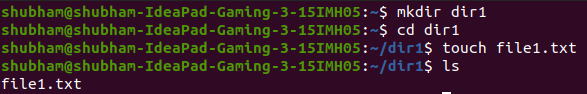 shubham@shubham-IdeaPad-Gaming-3-15IMH05:~$ mkdir dir1
shubham@shubham-IdeaPad-Gaming-3-15IMH05:~$ cd dir1
shubham@shubham-IdeaPad-Gaming-3-15IMH05:~/dir1$ touch file1.txt
shubham@shubham-IdeaPad-Gaming-3-15IMH05:~/dir1$ ls
file1.txt